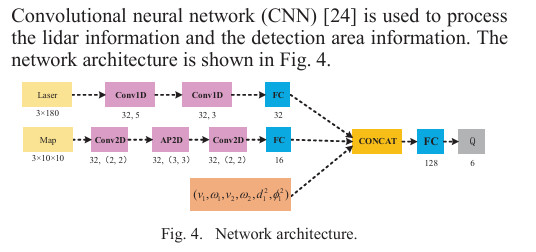 Convolutional neural network (CNN) [24] is used to process
the lidar information and the detection area information. The
network architecture is shown in Fig. 4.
Laser Conv1D Conv1D FC
3×180 32, 5 32, 3 32
Map Conv2D AP2D Conv2D FC CONCAT FC Q
3×10×10 32,（2, 2） 32,（3, 3） 32,（2, 2） 16 128 6
(v₁,ω₁,v₂,ω₂,d₁²,ϕ₁²)
Fig. 4. Network architecture.